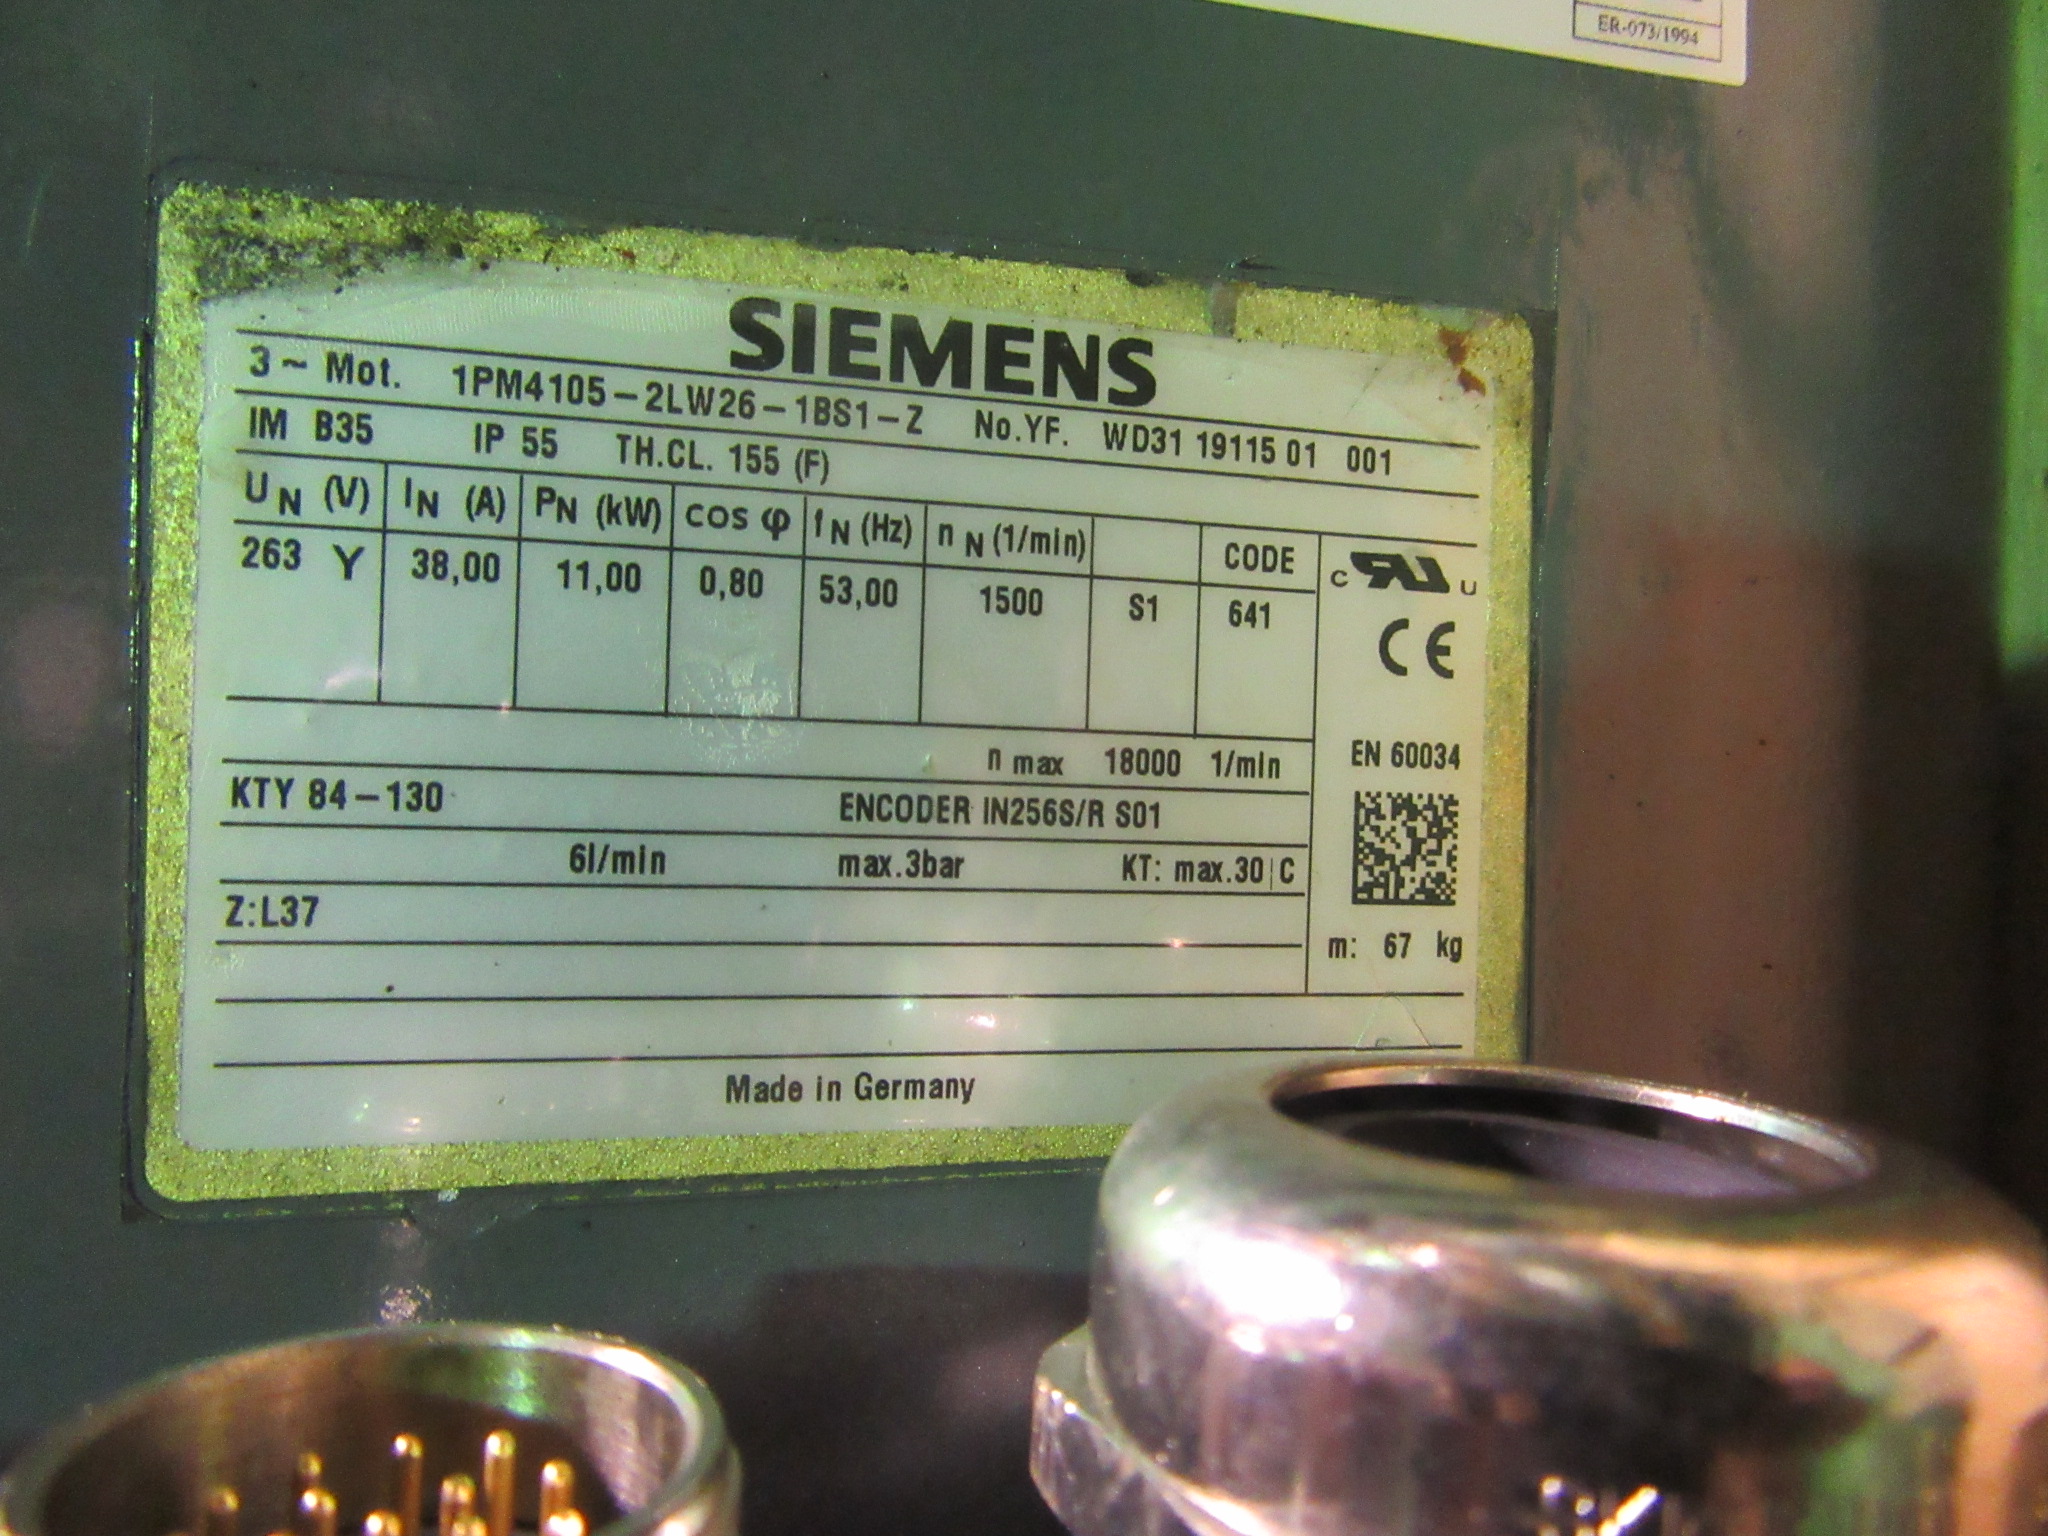 ER-073/1994
SIEMENS
3 ~ Mot. 1PM4105-2LW26-1BS1-Z No.YF. WD31 19115 01 001
IM B35 IP 55 TH.CL. 155 (F)
UN (V) IN (A) PN (kW) cos φ fN (Hz) nN (1/min) CODE
263 Y 38,00 11,00 0,80 53,00 1500 S1 641
c RU U
CE
n max 18000 1/min
EN 60034
KTY 84-130 ENCODER IN256S/R S01
6l/min max.3bar KT: max.30|C
Z:L37
m: 67 kg
Made in Germany